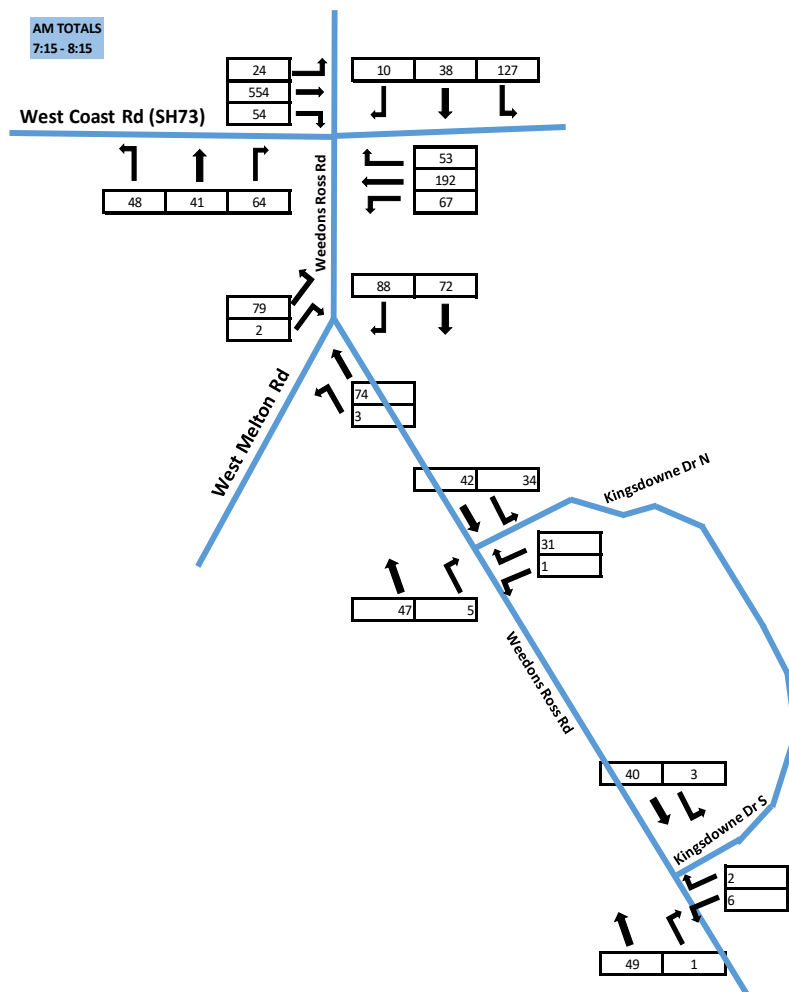 AM TOTALS
7:15 - 8:15
24
554
54
10 38 127
West Coast Rd (SH73)
53
192
67
48 41 64
Weedons Ross Rd
88 72
79
2
74
3
West Melton Rd
42 34
Kingsdowne Dr N
31
1
47 5
Weedons Ross Rd
40 3
Kingsdowne Dr S
2
6
49 1